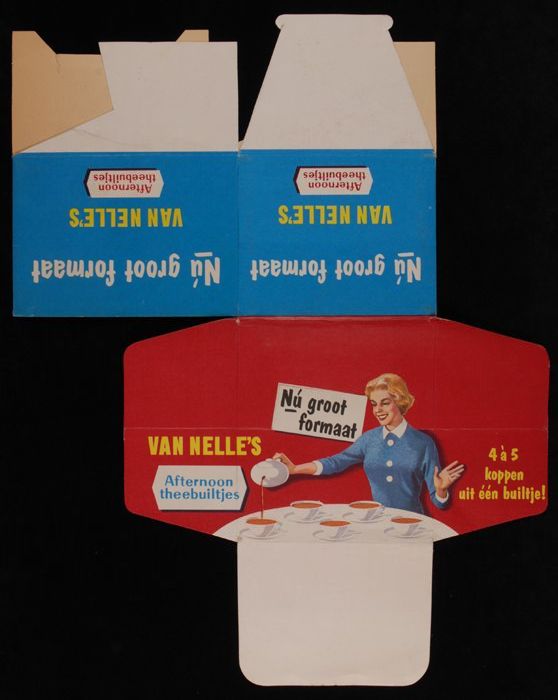 Afternoon
theebuiltjes
VAN NELLE'S
Nú groot formaat
Afternoon
theebuiltjes
VAN NELLE'S
Nú groot formaat
Nú groot
formaat
VAN NELLE'S
Afternoon
theebuiltjes
4 à 5
koppen
uit één builtje!